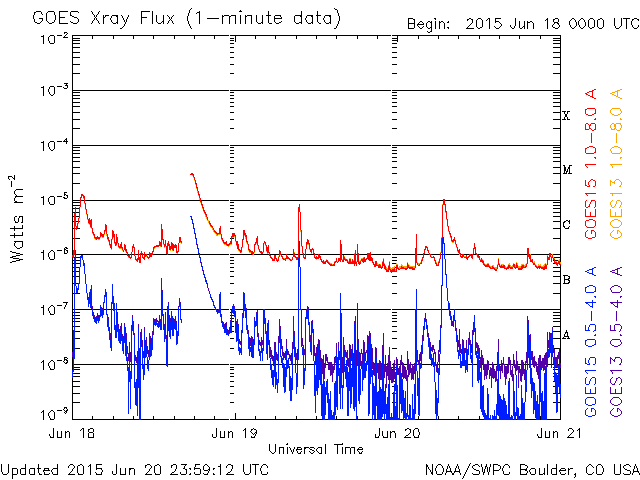 GOES Xray Flux (1-minute data)
Begin: 2015 Jun 18 0000 UTC
10-2
10-3
10-4
10-5
10-6
10-7
10-8
10-9
Watts m-2
X
M
C
B
A
GOES15 1.0-8.0 A
GOES13 1.0-8.0 A
GOES15 0.5-4.0 A
GOES13 0.5-4.0 A
Jun 18
Jun 19
Jun 20
Jun 21
Universal Time
Updated 2015 Jun 20 23:59:12 UTC
NOAA/SWPC Boulder, CO USA